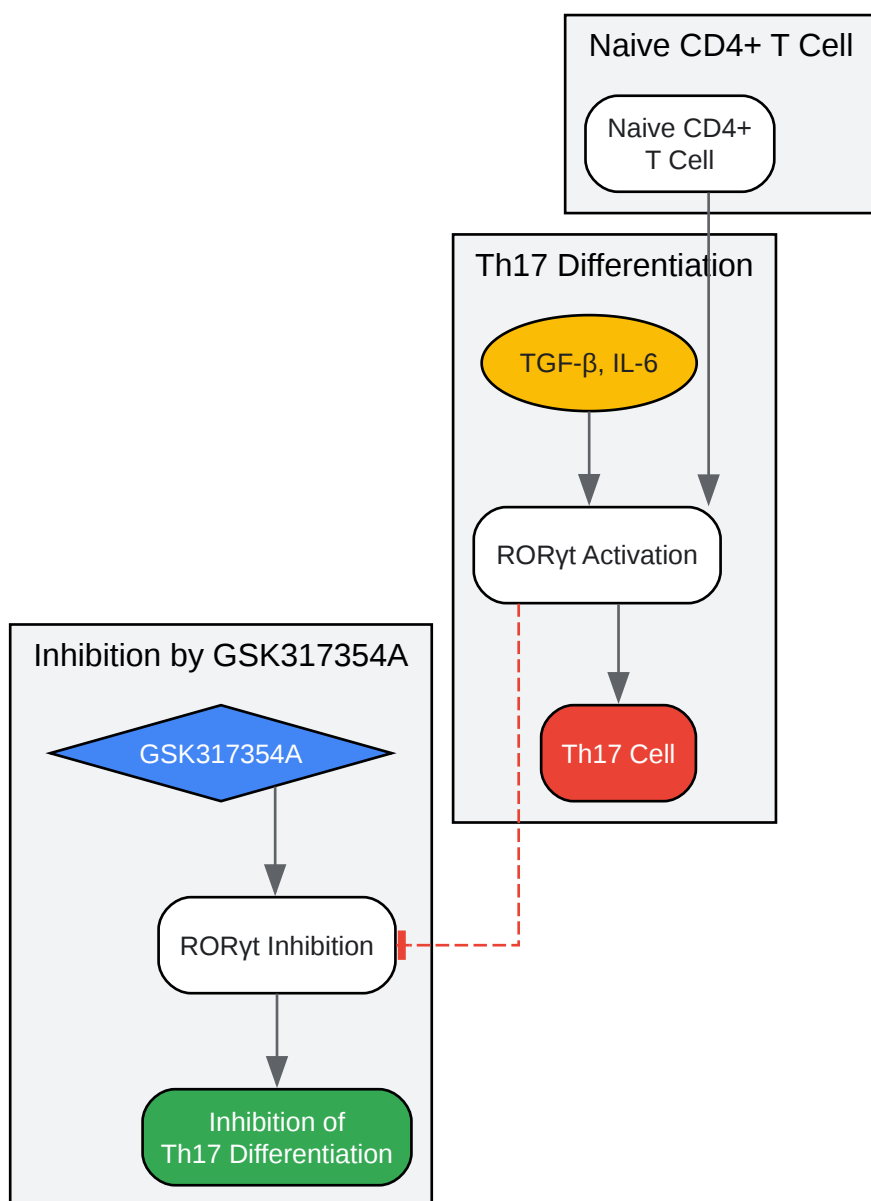 Naive CD4+ T Cell
Naive CD4+
T Cell
Th17 Differentiation
TGF-β, IL-6
RORγt Activation
Th17 Cell
Inhibition by GSK317354A
GSK317354A
RORγt Inhibition
Inhibition of
Th17 Differentiation